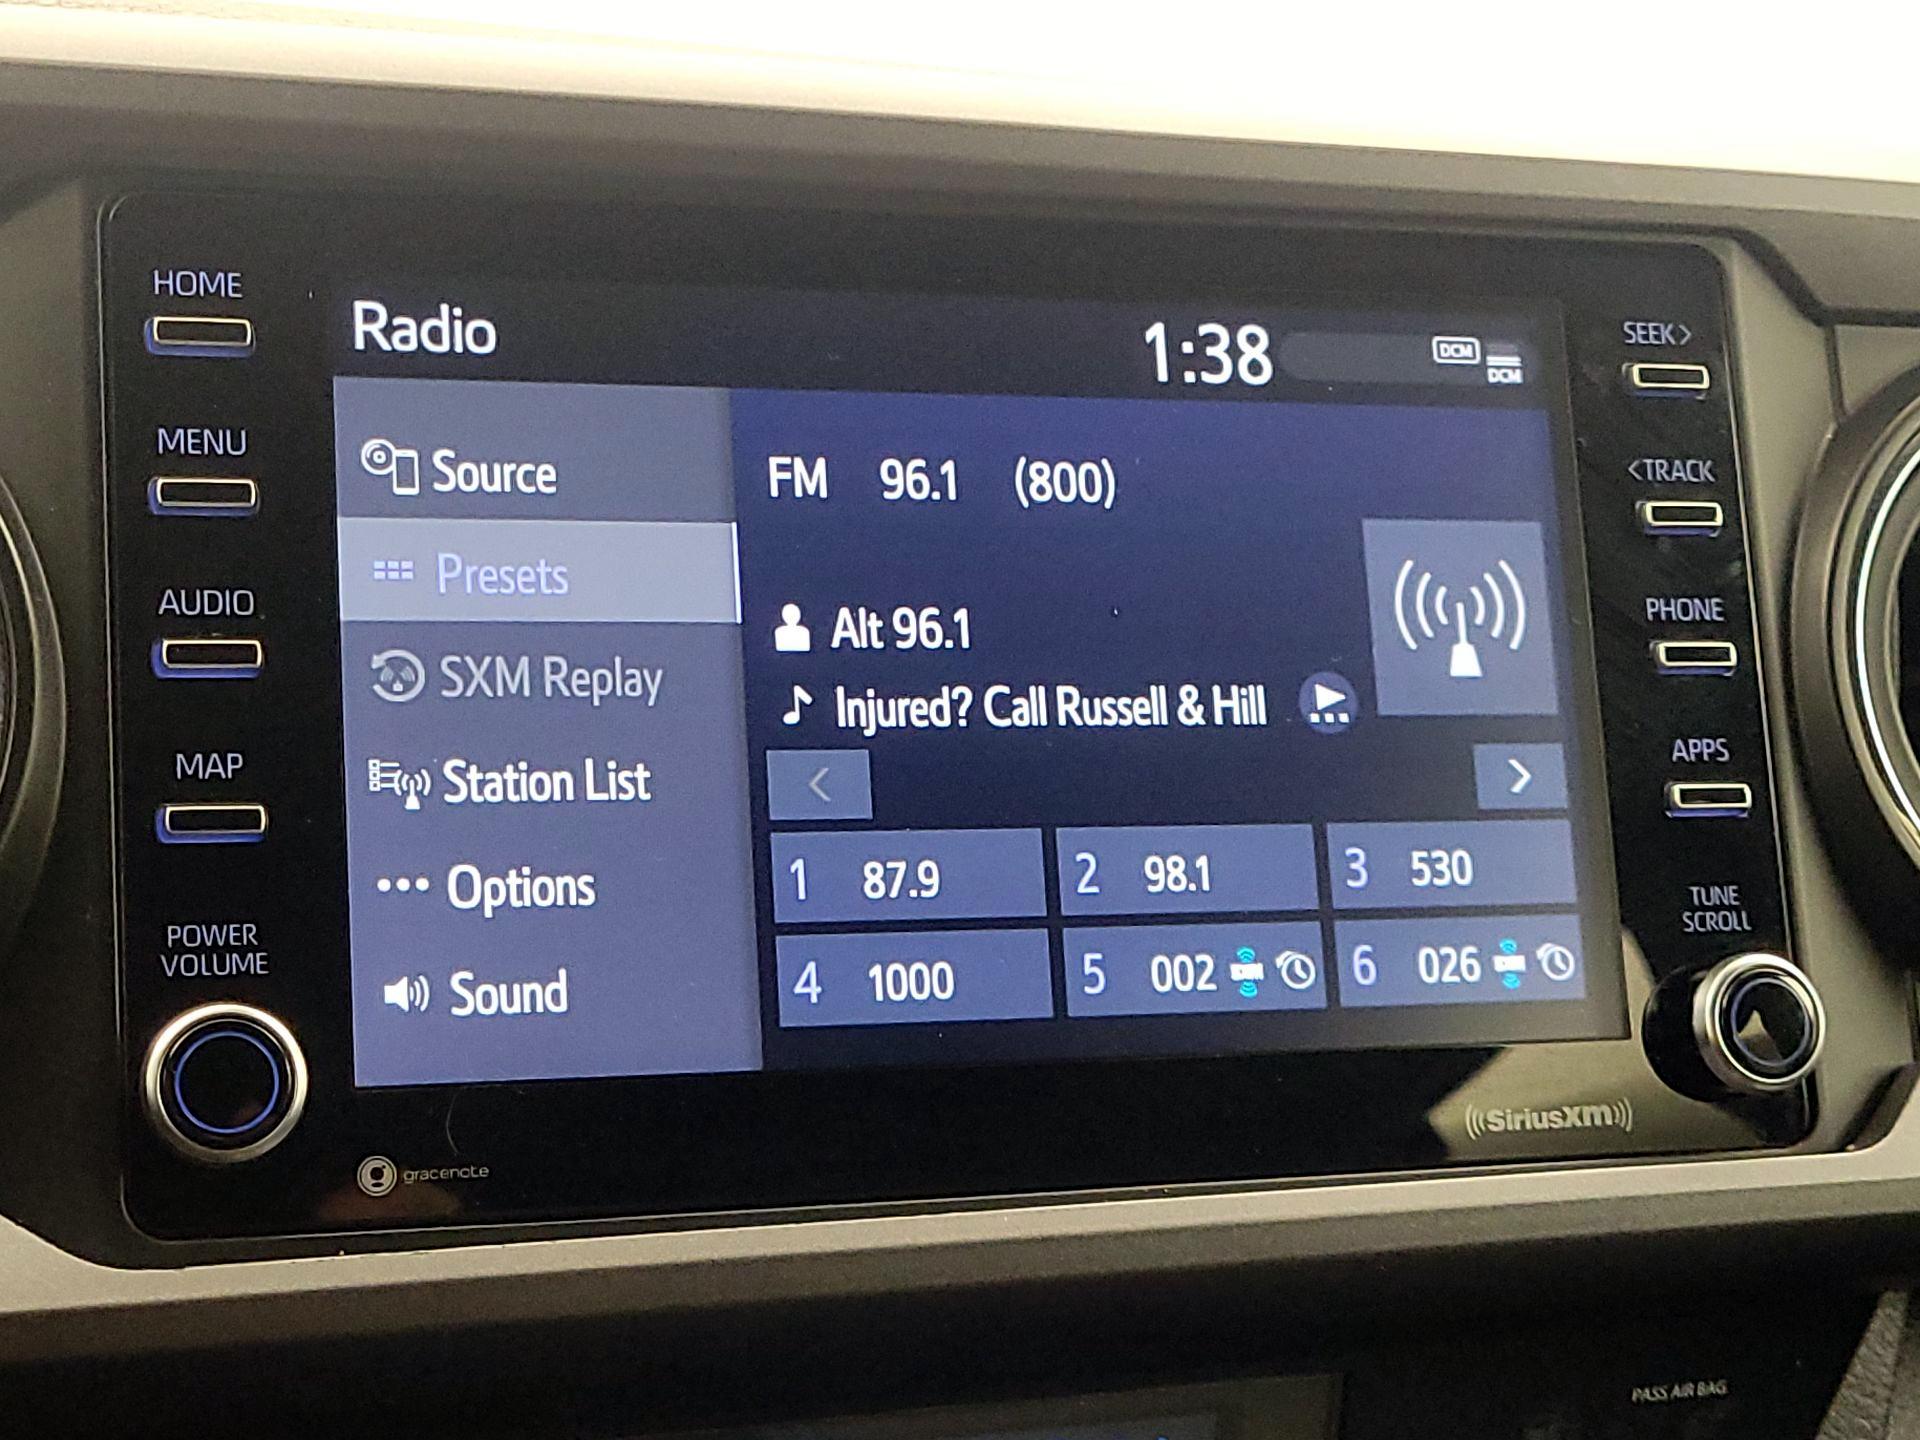 HOME
MENU
AUDIO
MAP
POWER
VOLUME
Radio
1:38
DCM
DCM
Source
Presets
SXM Replay
Station List
Options
Sound
FM 96.1 (800)
Alt 96.1
Injured? Call Russell & Hill
<
>
1 87.9
2 98.1
3 530
4 1000
5 002 SXM
6 026 SXM
SEEK>
<TRACK
PHONE
APPS
TUNE
SCROLL
gracenote
((SiriusXM))
PASS AIR BAG